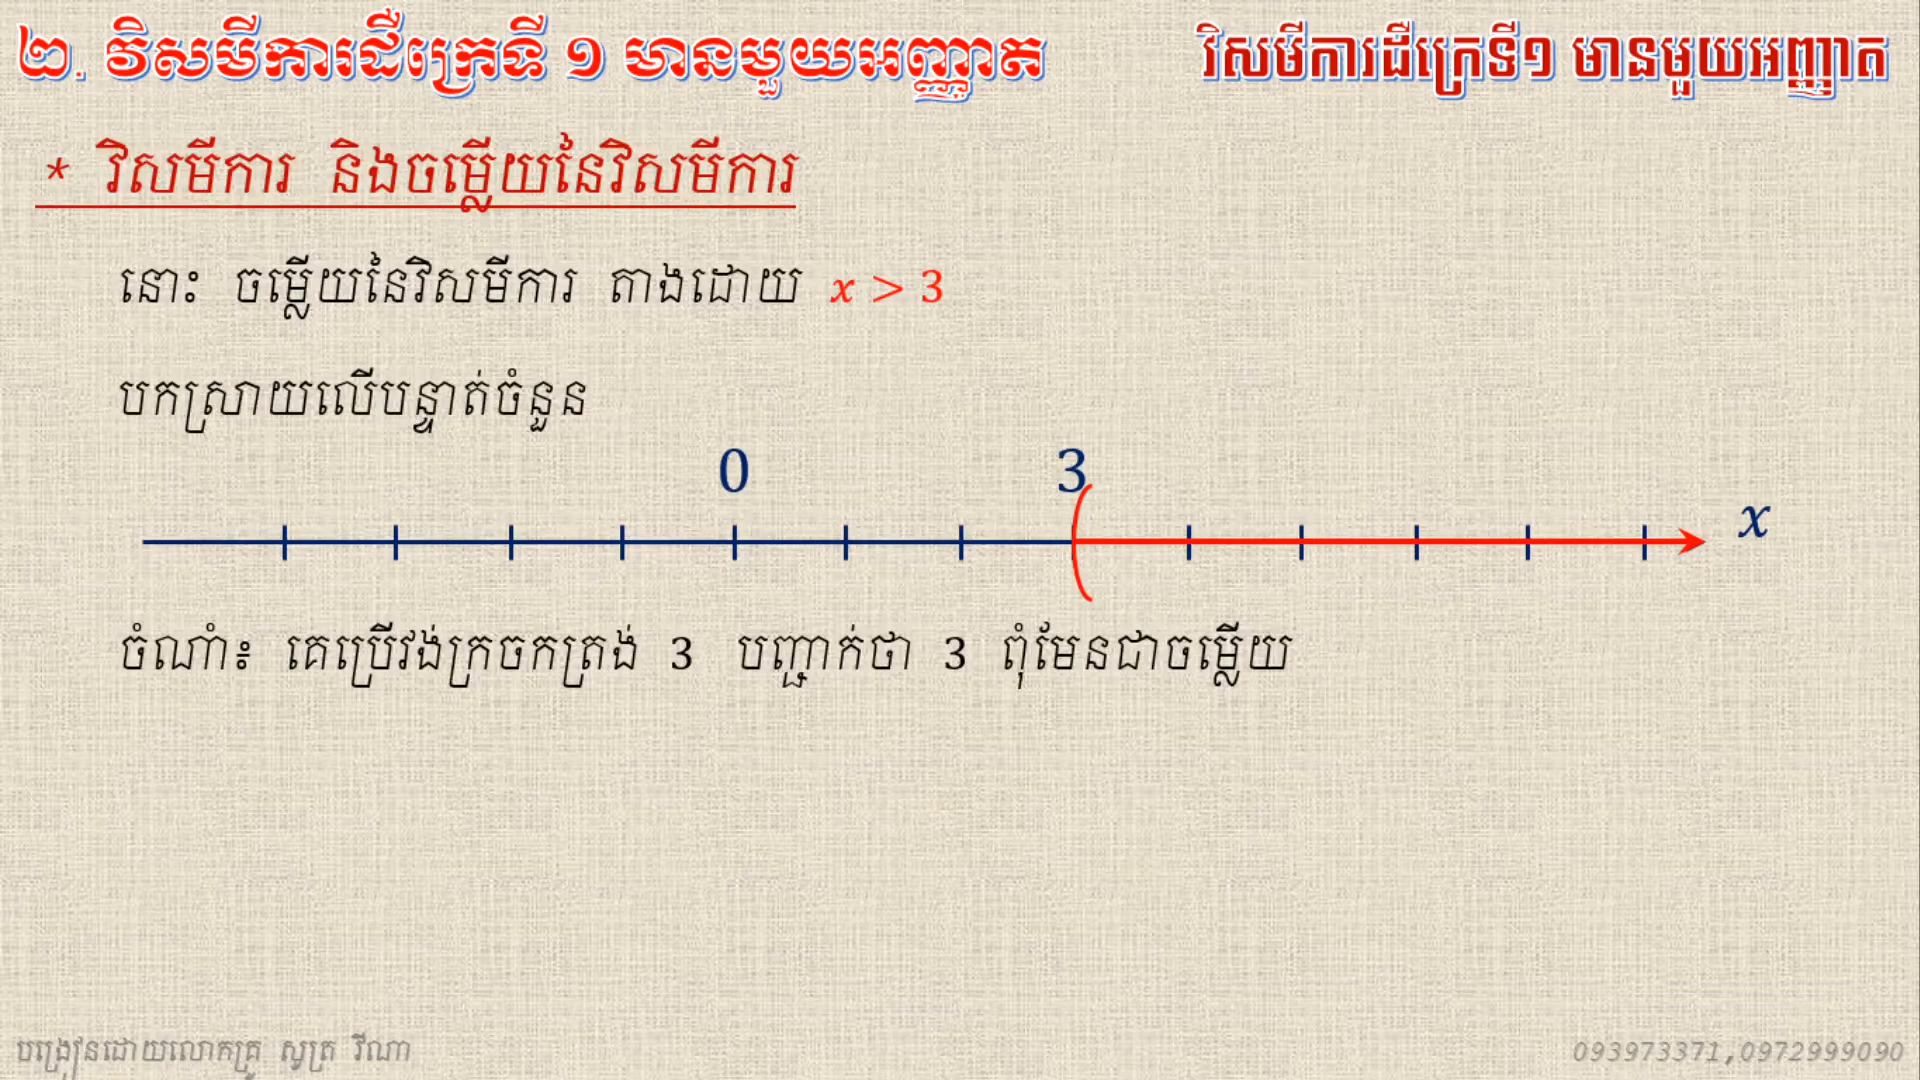 ២. វិសមីការដឺក្រេទី ១ មានមួយអញ្ញាត
វិសមីការដឺក្រេទី១ មានមួយអញ្ញាត
* វិសមីការ និងចម្លើយនៃវិសមីការ
នោះ ចម្លើយនៃវិសមីការ តាងដោយ x > 3
បកស្រាយលើបន្ទាត់ចំនួន
0 3
x
ចំណាំ៖ គេប្រើវង់ក្រចកត្រង់ 3 បញ្ជាក់ថា 3 ពុំមែនជាចម្លើយ
បង្រៀនដោយលោកគ្រូ សូត្រ វីណា
093973371,0972999090